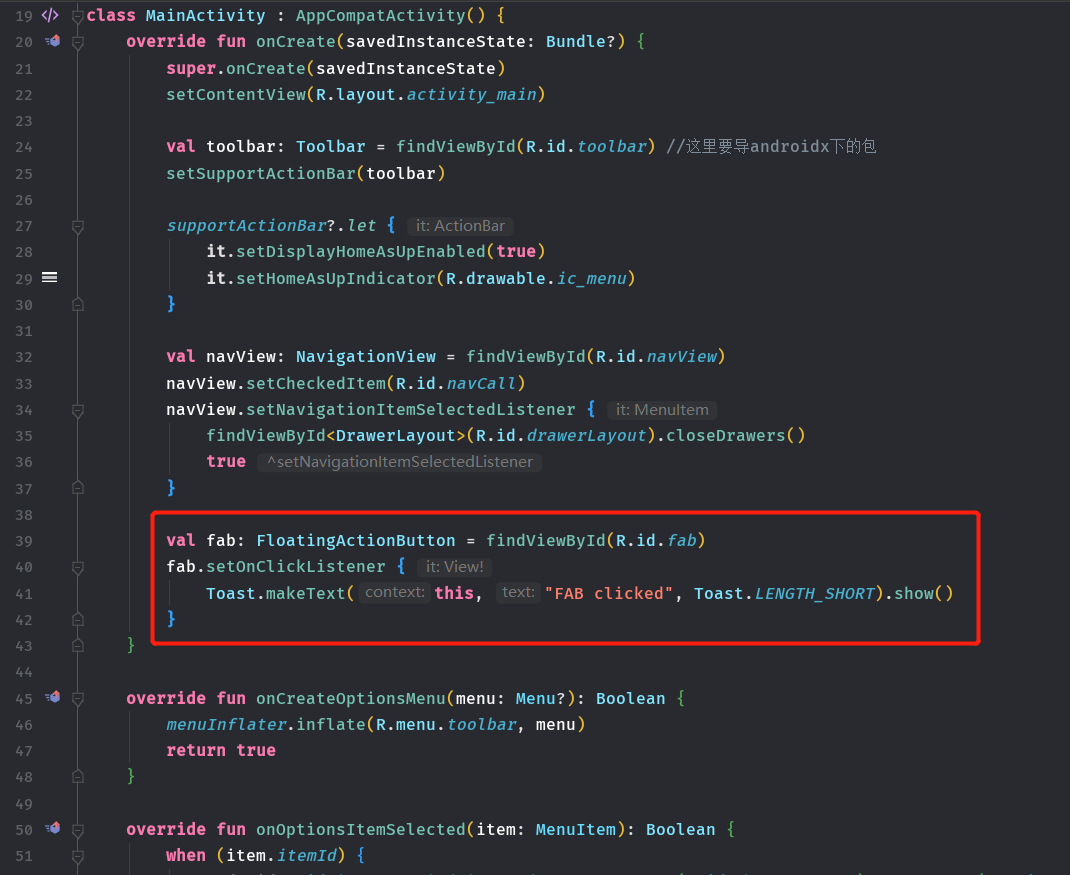 19 </> class MainActivity : AppCompatActivity() {
20 override fun onCreate(savedInstanceState: Bundle?) {
21 super.onCreate(savedInstanceState)
22 setContentView(R.layout.activity_main)
23
24 val toolbar: Toolbar = findViewById(R.id.toolbar) //这里要导androidx下的包
25 setSupportActionBar(toolbar)
26
27 supportActionBar?.let { it: ActionBar
28 it.setDisplayHomeAsUpEnabled(true)
29 it.setHomeAsUpIndicator(R.drawable.ic_menu)
30 }
31
32 val navView: NavigationView = findViewById(R.id.navView)
33 navView.setCheckedItem(R.id.navCall)
34 navView.setNavigationItemSelectedListener { it: MenuItem
35 findViewById<DrawerLayout>(R.id.drawerLayout).closeDrawers()
36 true ^setNavigationItemSelectedListener
37 }
38
39 val fab: FloatingActionButton = findViewById(R.id.fab)
40 fab.setOnClickListener { it: View!
41 Toast.makeText( context: this, text: "FAB clicked", Toast.LENGTH_SHORT).show()
42 }
43 }
44
45 override fun onCreateOptionsMenu(menu: Menu?): Boolean {
46 menuInflater.inflate(R.menu.toolbar, menu)
47 return true
48 }
49
50 override fun onOptionsItemSelected(item: MenuItem): Boolean {
51 when (item.itemId) {